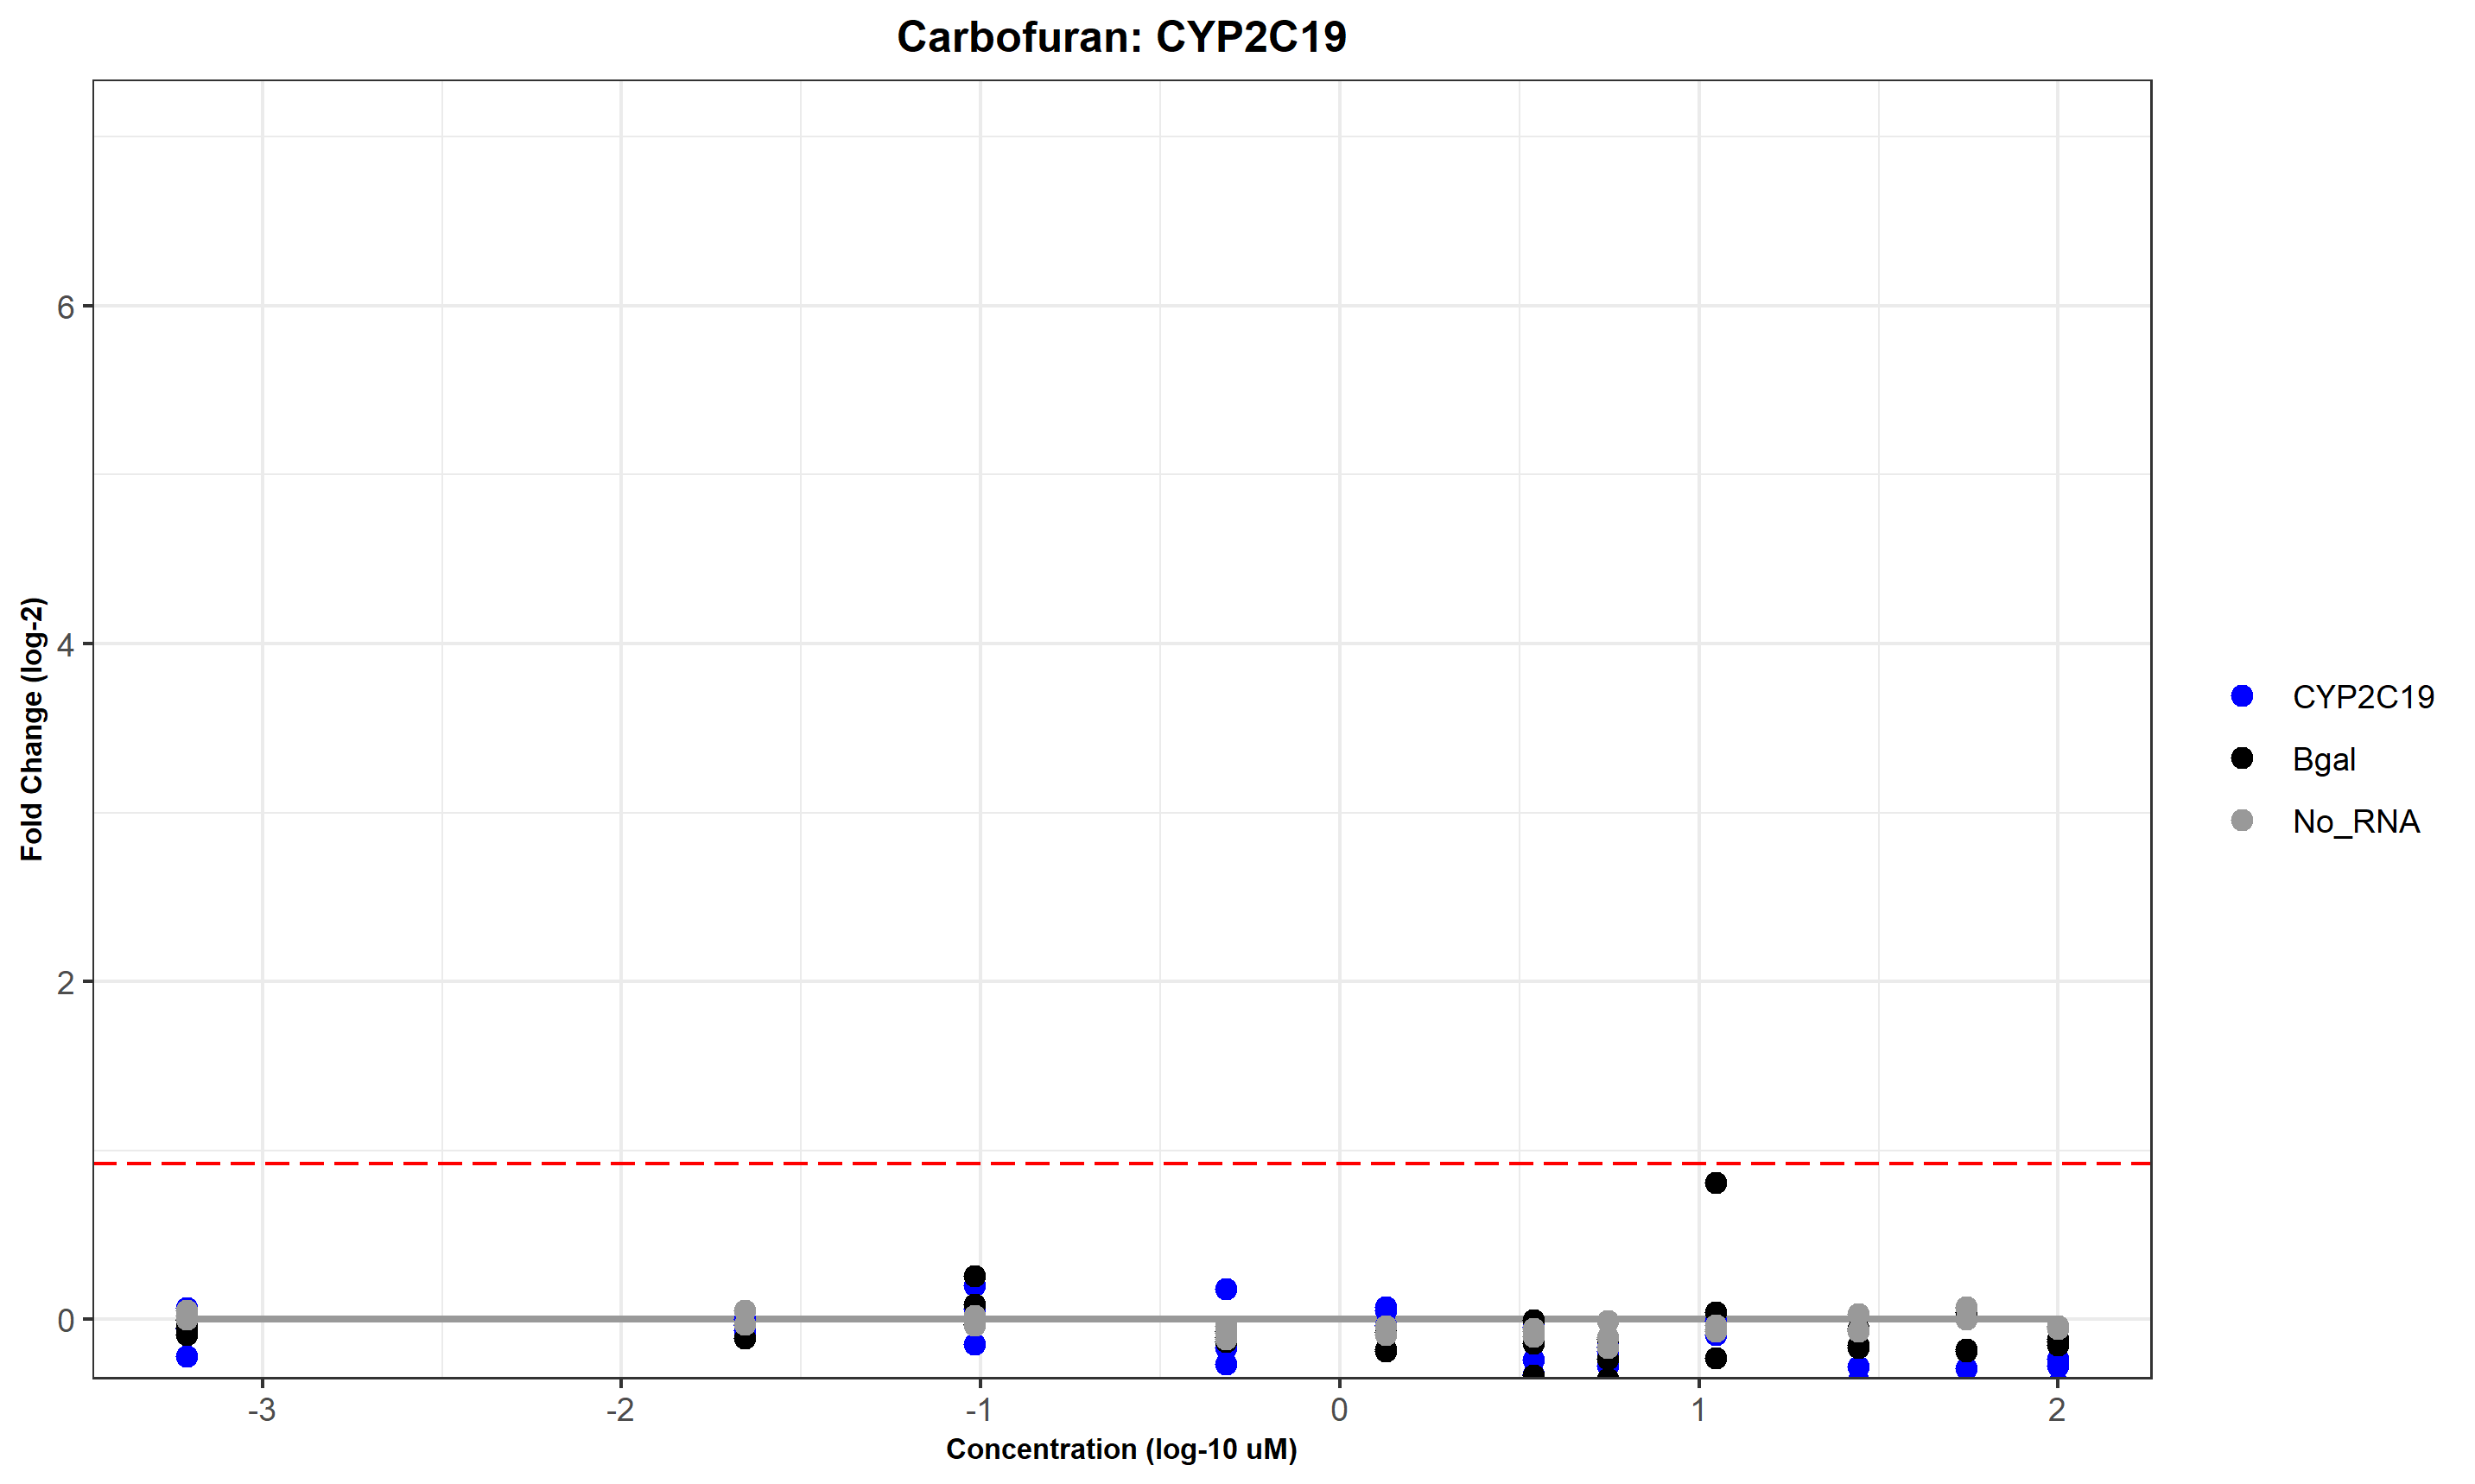 Carbofuran: CYP2C19
Fold Change (log-2)
6
4
2
0
-3
-2
-1
0
1
2
Concentration (log-10 uM)
CYP2C19
Bgal
No_RNA